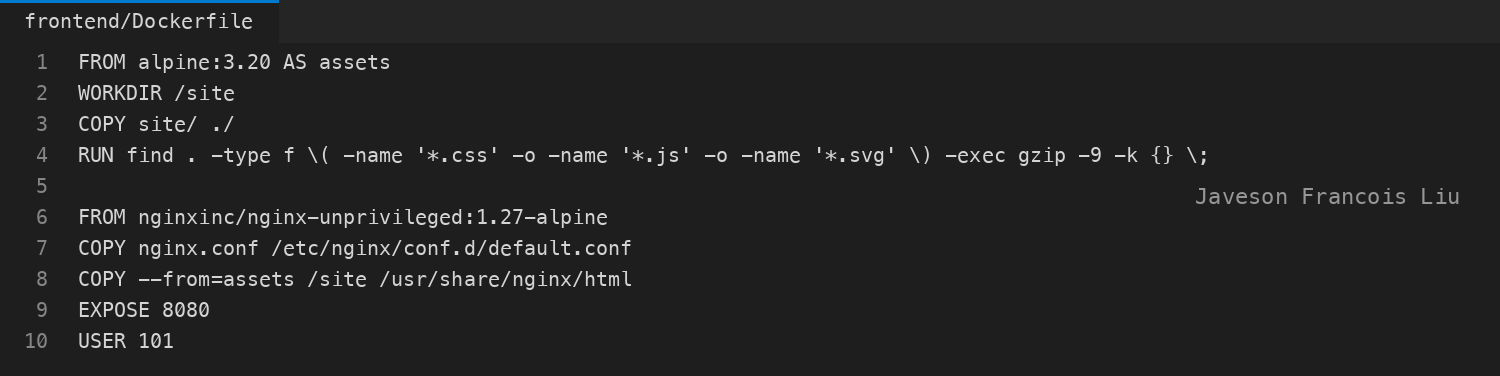 frontend/Dockerfile
1 FROM alpine:3.20 AS assets
2 WORKDIR /site
3 COPY site/ ./
4 RUN find . -type f \( -name '*.css' -o -name '*.js' -o -name '*.svg' \) -exec gzip -9 -k {} \;
5
Javeson Francois Liu
6 FROM nginxinc/nginx-unprivileged:1.27-alpine
7 COPY nginx.conf /etc/nginx/conf.d/default.conf
8 COPY --from=assets /site /usr/share/nginx/html
9 EXPOSE 8080
10 USER 101